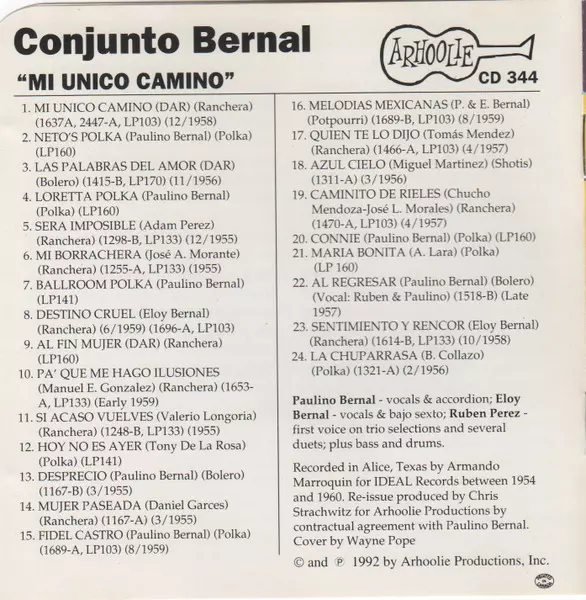 Conjunto Bernal
"MI UNICO CAMINO"
ARHOOLIE
CD 344
1. MI UNICO CAMINO (DAR) (Ranchera)
(1637A, 2447-A, LP103) (12/1958)
2. NETO'S POLKA (Paulino Bernal) (Polka)
(LP160)
3. LAS PALABRAS DEL AMOR (DAR)
(Bolero) (1415-B, LP170) (11/1956)
4. LORETTA POLKA (Paulino Bernal)
(Polka) (LP160)
5. SERA IMPOSIBLE (Adam Perez)
(Ranchera) (1298-B, LP133) (12/1955)
6. MI BORRACHERA (José A. Morante)
(Ranchera) (1255-A, LP133) (1955)
7. BALLROOM POLKA (Paulino Bernal)
(LP141)
8. DESTINO CRUEL (Eloy Bernal)
(Ranchera) (6/1959) (1696-A, LP103)
9. AL FIN MUJER (DAR) (Ranchera)
(LP160)
10. PA' QUE ME HAGO ILUSIONES
(Manuel E. Gonzalez) (Ranchera) (1653-
A, LP133) (Early 1959)
11. SI ACASO VUELVES (Valerio Longoria)
(Ranchera) (1248-B, LP133) (1955)
12. HOY NO ES AYER (Tony De La Rosa)
(Polka) (LP141)
13. DESPRECIO (Paulino Bernal) (Bolero)
(1167-B) (3/1955)
14. MUJER PASEADA (Daniel Garces)
(Ranchera) (1167-A) (3/1955)
15. FIDEL CASTRO (Paulino Bernal) (Polka)
(1689-A, LP103) (8/1959)
16. MELODIAS MEXICANAS (P. & E. Bernal)
(Potpourri) (1689-B, LP103) (8/1959)
17. QUIEN TE LO DIJO (Tomás Mendez)
(Ranchera) (1466-A, LP103) (4/1957)
18. AZUL CIELO (Miguel Martinez) (Shotis)
(1311-A) (3/1956)
19. CAMINITO DE RIELES (Chucho
Mendoza-José L. Morales) (Ranchera)
(1470-A, LP103) (4/1957)
20. CONNIE (Paulino Bernal) (Polka) (LP160)
21. MARIA BONITA (A. Lara) (Polka)
(LP 160)
22. AL REGRESAR (Paulino Bernal) (Bolero)
(Vocal: Ruben & Paulino) (1518-B) (Late
1957)
23. SENTIMIENTO Y RENCOR (Eloy Bernal)
(Ranchera) (1614-B, LP133) (10/1958)
24. LA CHUPARRASA (B. Collazo)
(Polka) (1321-A) (2/1956)
Paulino Bernal - vocals & accordion; Eloy
Bernal - vocals & bajo sexto; Ruben Perez -
first voice on trio selections and several
duets; plus bass and drums.
Recorded in Alice, Texas by Armando
Marroquin for IDEAL Records between 1954
and 1960. Re-issue produced by Chris
Strachwitz for Arhoolie Productions by
contractual agreement with Paulino Bernal.
Cover by Wayne Pope
© and ℗ 1992 by Arhoolie Productions, Inc.